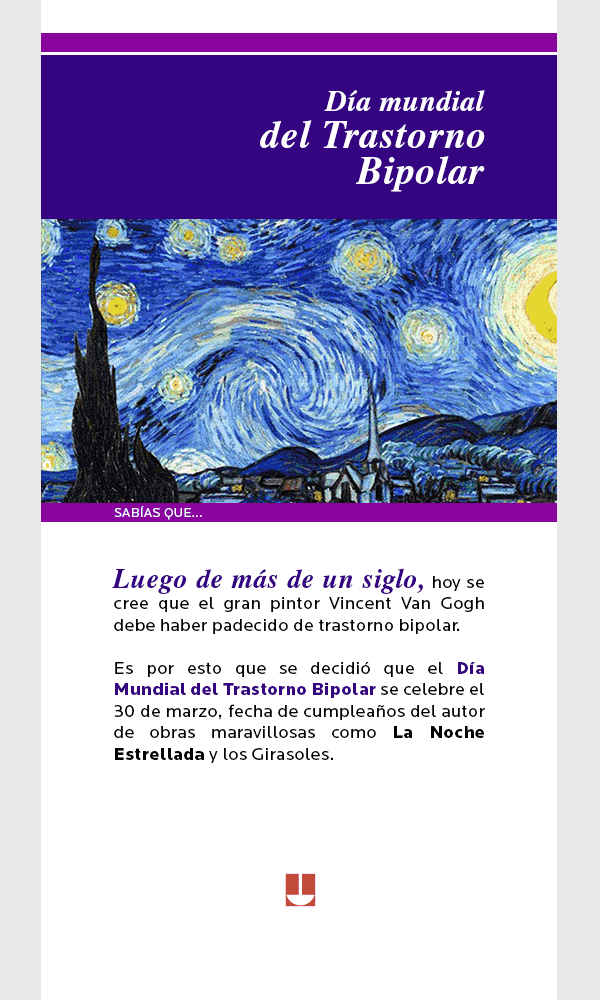 Día mundial
del Trastorno
Bipolar
SABÍAS QUE...
Luego de más de un siglo, hoy se
cree que el gran pintor Vincent Van Gogh
debe haber padecido de trastorno bipolar.
Es por esto que se decidió que el Día
Mundial del Trastorno Bipolar se celebre el
30 de marzo, fecha de cumpleaños del autor
de obras maravillosas como La Noche
Estrellada y los Girasoles.